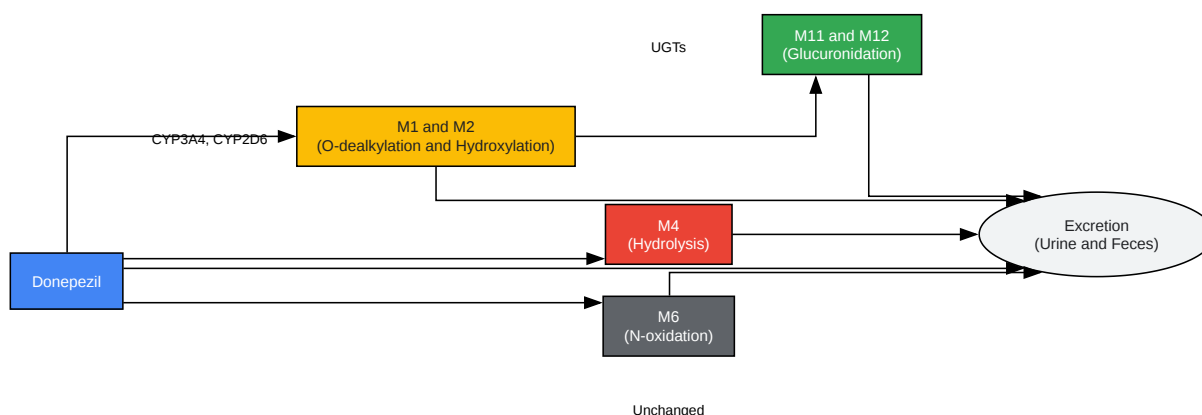 M11 and M12
(Glucuronidation)
UGTs
M1 and M2
(O-dealkylation and Hydroxylation)
CYP3A4, CYP2D6
M4
(Hydrolysis)
Excretion
(Urine and Feces)
Donepezil
M6
(N-oxidation)
Unchanged